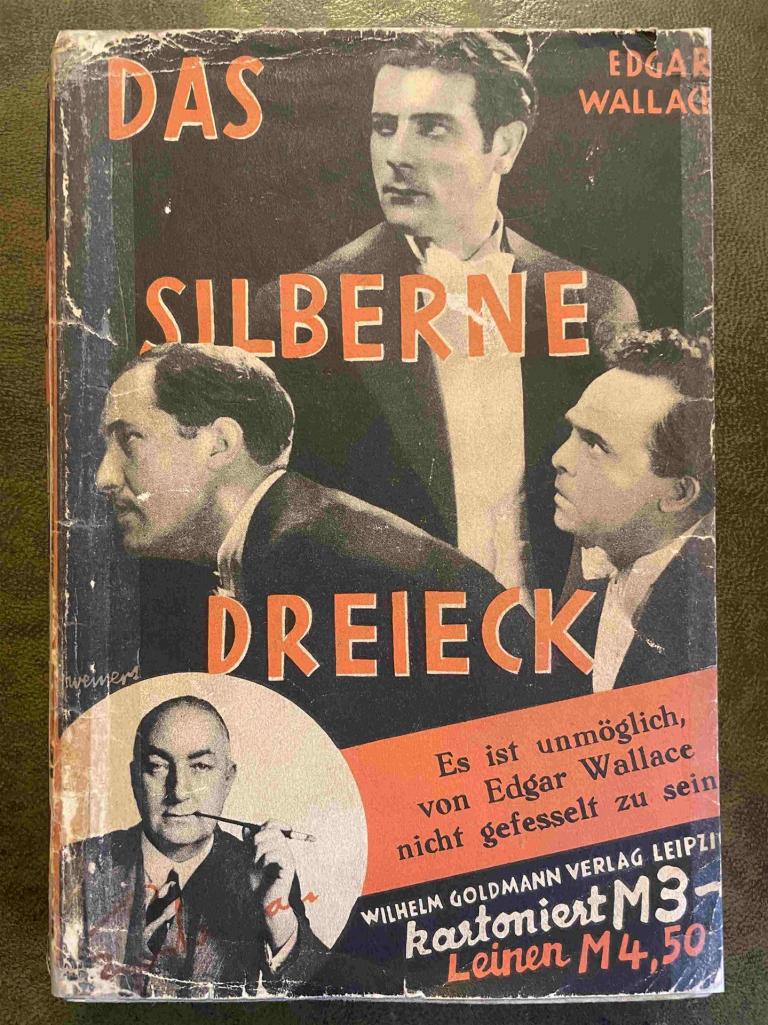 DAS
EDGAR
WALLAC
SILBERNE
DREIECK
Es ist unmöglich,
von Edgar Wallace
nicht gefesselt zu sein
WILHELM GOLDMANN VERLAG LEIPZI
kartoniert M3-
Leinen M4,50